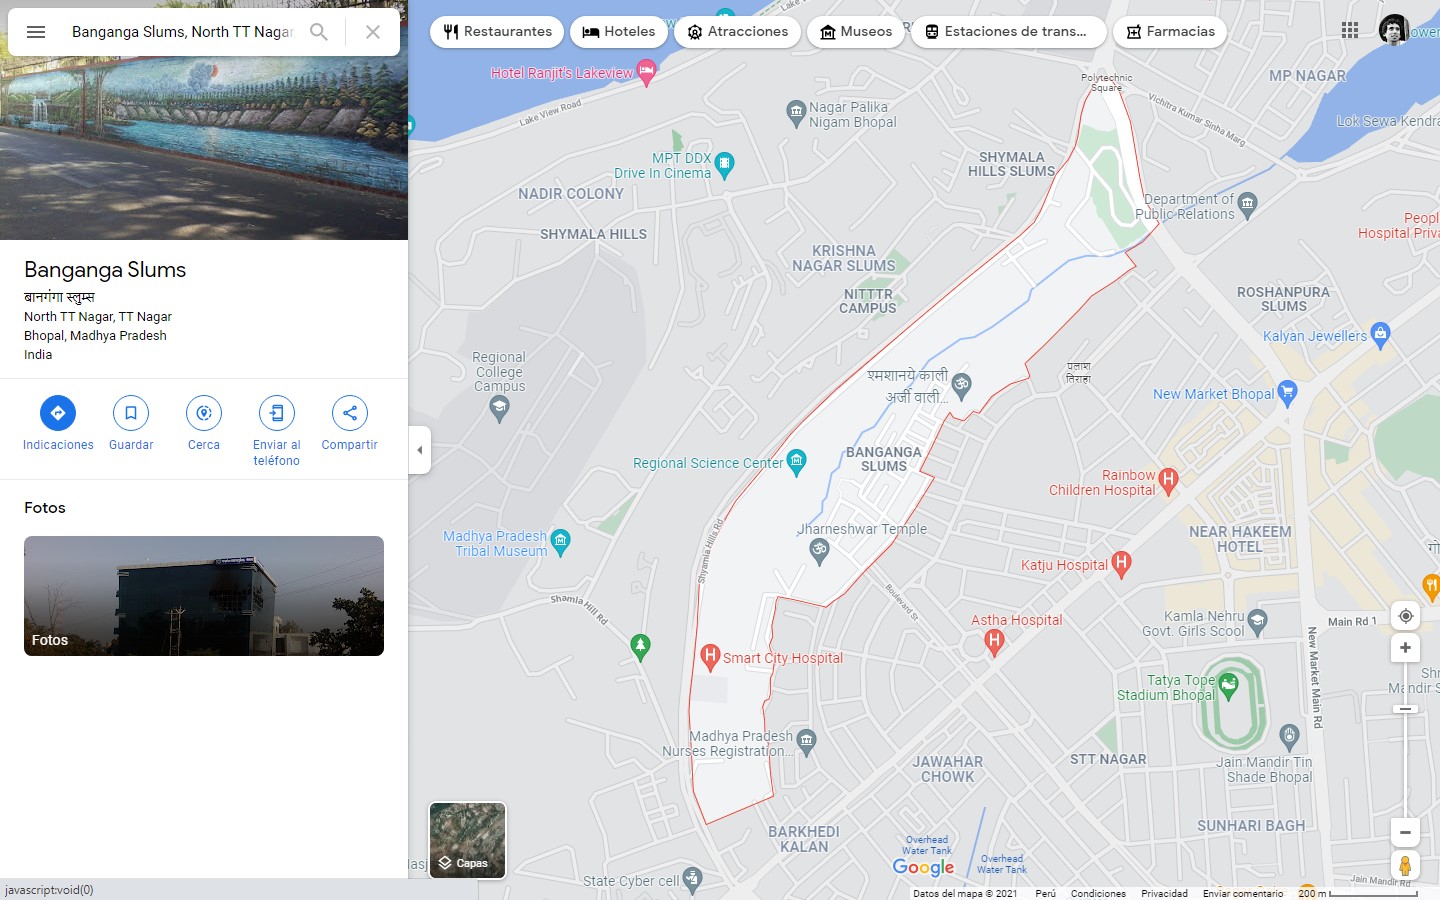 Banganga Slums, North TT Nagar
Restaurantes
Hoteles
Atracciones
Museos
Estaciones de trans...
Farmacias
Banganga Slums
बानगंगा स्लुम्स
North TT Nagar, TT Nagar
Bhopal, Madhya Pradesh
India
Indicaciones
Guardar
Cerca
Enviar al
teléfono
Compartir
Fotos
Fotos
javascript:void(0)
Hotel Ranjit's Lakeview
Lake View Road
Nagar Palika
Nigam Bhopal
Polytechnic
Square
MP NAGAR
Vichitra Kumar Sinha Marg
Lok Sewa Kendra
MPT DDX
Drive In Cinema
SHYMALA
HILLS SLUMS
NADIR COLONY
Department of
Public Relations
SHYMALA HILLS
Peopl
Hospital Priva
KRISHNA
NAGAR SLUMS
NITTTR
CAMPUS
ROSHANPURA
SLUMS
Kalyan Jewellers
Regional
College
Campus
श्मशानये काली
अर्जी वाली...
पलाश
तिराहा
New Market Bhopal
BANGANGA
SLUMS
Regional Science Center
Rainbow
Children Hospital
Madhya Pradesh
Tribal Museum
Shyamla Hills Rd
Jharneshwar Temple
NEAR HAKEEM
HOTEL
Katju Hospital
Shamla Hill Rd
Boulevard St
Astha Hospital
Kamla Nehru
Govt. Girls Scool
Main Rd 1
New Market Main Rd
Smart City Hospital
Tatya Tope
Stadium Bhopal
Mandir S
Madhya Pradesh
Nurses Registration...
JAWAHAR
CHOWK
STT NAGAR
Jain Mandir Tin
Shade Bhopal
BARKHEDI
KALAN
SUNHARI BAGH
Overhead
Water Tank
Overhead
Water Tank
Capas
Google
State Cyber cell
Jain Mandir Rd
Datos del mapa © 2021
Perú
Condiciones
Privacidad
Enviar comentario
200 m